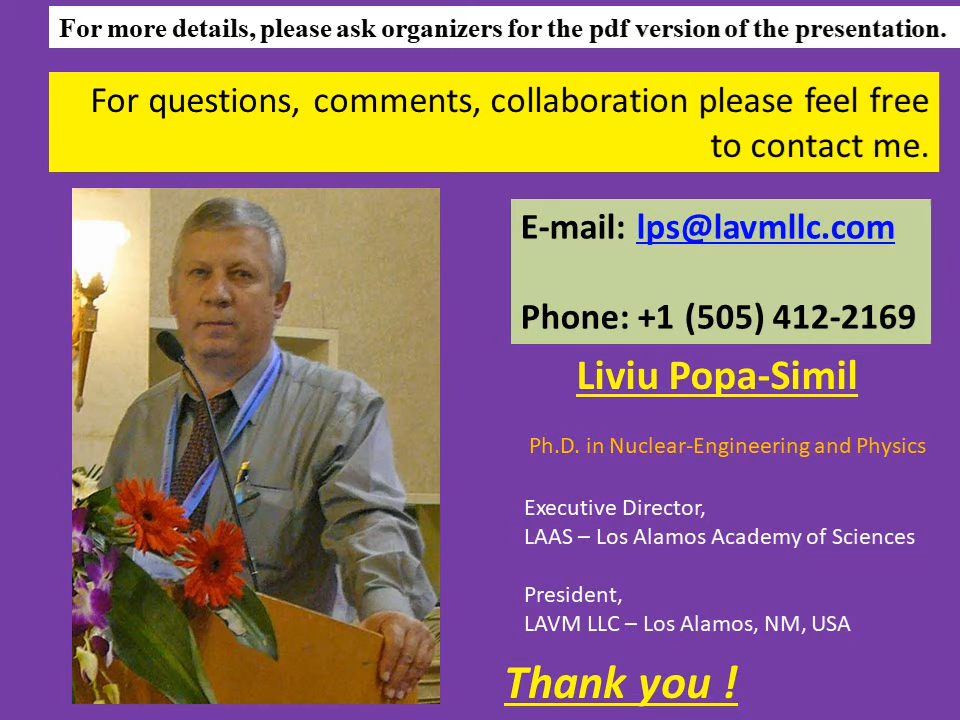 For more details, please ask organizers for the pdf version of the presentation.
For questions, comments, collaboration please feel free
to contact me.
E-mail: lps@lavmllc.com
Phone: +1 (505) 412-2169
Liviu Popa-Simil
Ph.D. in Nuclear-Engineering and Physics
Executive Director,
LAAS – Los Alamos Academy of Sciences
President,
LAVM LLC – Los Alamos, NM, USA
Thank you !